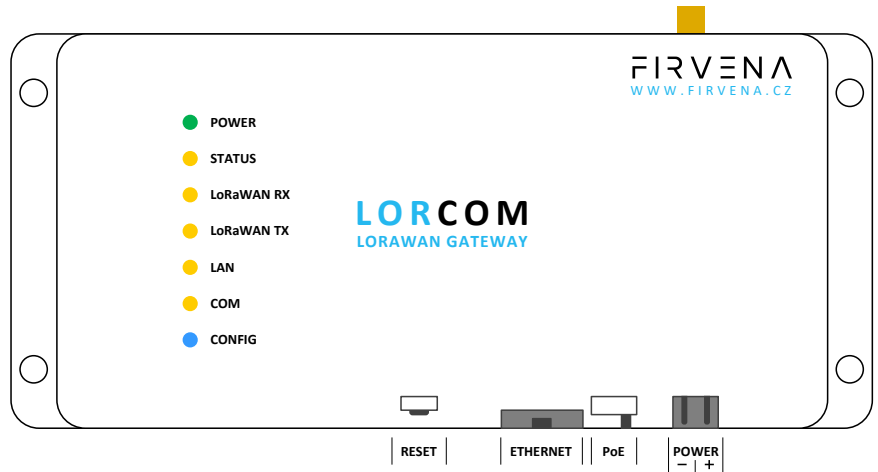 FIRVENA
WWW.FIRVENA.CZ
POWER
STATUS
LoRaWAN RX
LoRaWAN TX
LAN
COM
CONFIG
LORCOM
LORAWAN GATEWAY
RESET
ETHERNET
PoE
POWER
− +